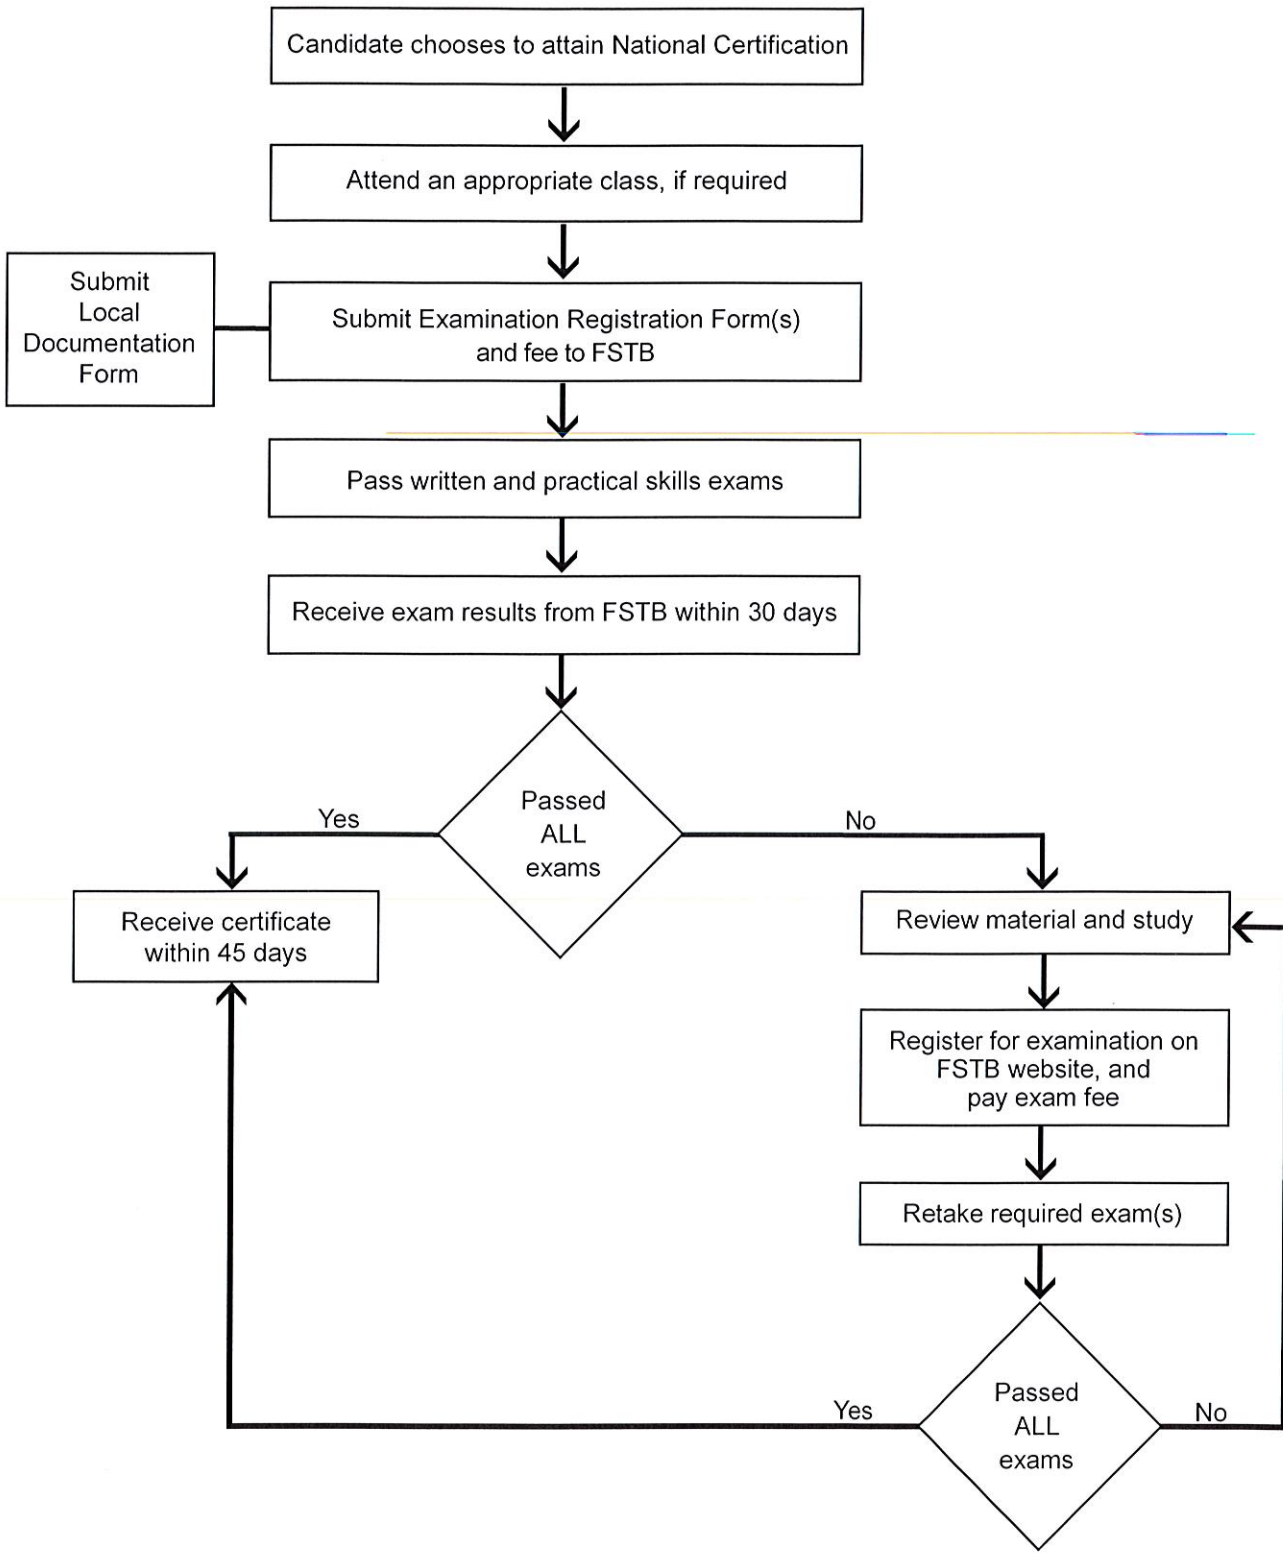 Candidate chooses to attain National Certification
Attend an appropriate class, if required
Submit
Local
Documentation
Form
Submit Examination Registration Form(s)
and fee to FSTB
Pass written and practical skills exams
Receive exam results from FSTB within 30 days
Passed
ALL
exams
Yes
No
Receive certificate
within 45 days
Review material and study
Register for examination on
FSTB website, and
pay exam fee
Retake required exam(s)
Passed
ALL
exams
Yes
No